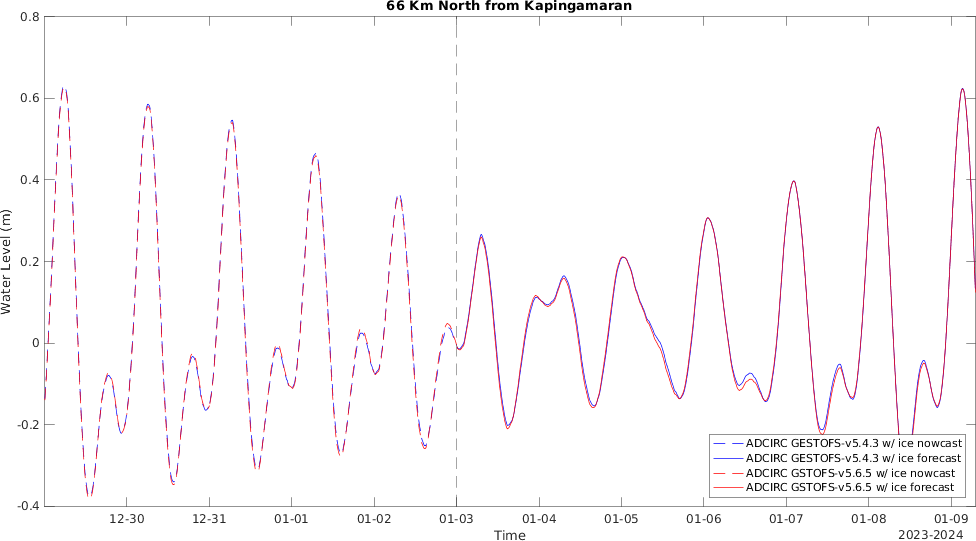 66 Km North from Kapingamaran
Water Level (m)
0.8
0.6
0.4
0.2
0
-0.2
-0.4
12-30
12-31
01-01
01-02
01-03
01-04
01-05
01-06
01-07
01-08
01-09
Time
2023-2024
ADCIRC GESTOFS-v5.4.3 w/ ice nowcast
ADCIRC GESTOFS-v5.4.3 w/ ice forecast
ADCIRC GSTOFS-v5.6.5 w/ ice nowcast
ADCIRC GSTOFS-v5.6.5 w/ ice forecast